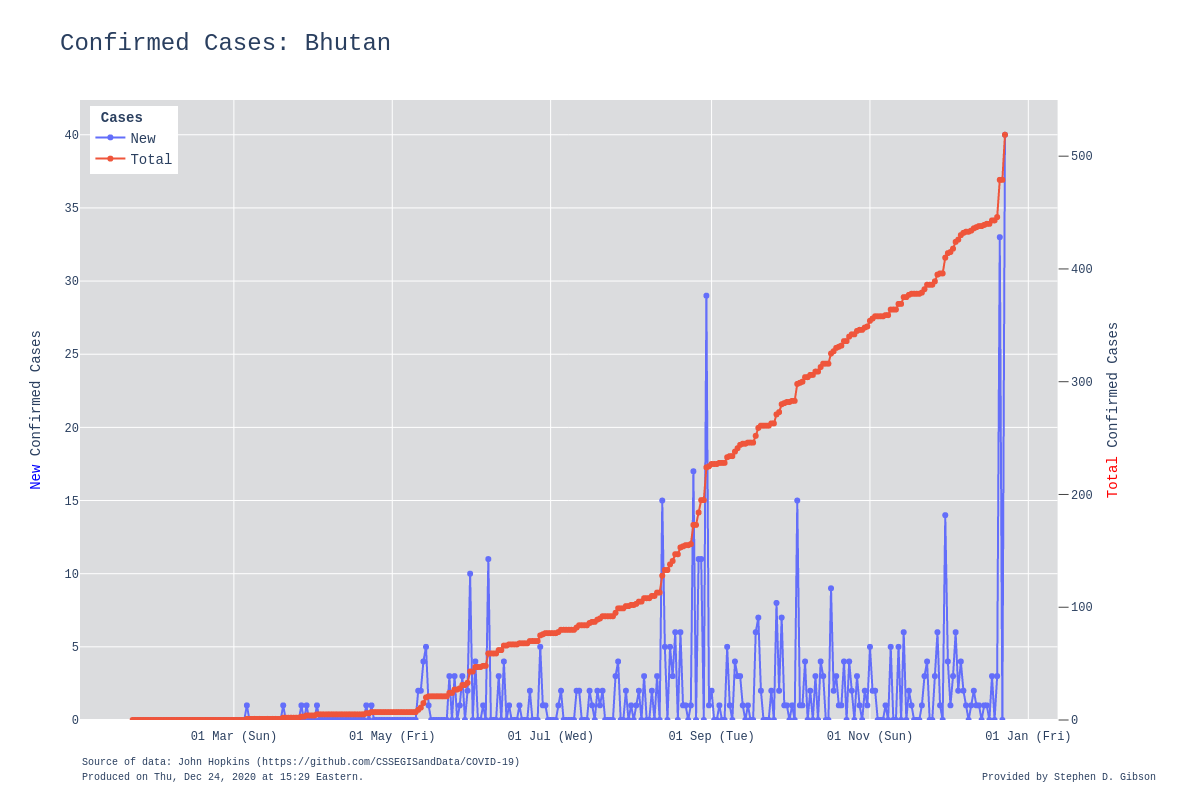 Confirmed Cases: Bhutan
Cases
New
Total
40
35
30
25
20
15
10
5
0
500
400
300
200
100
0
New Confirmed Cases
Total Confirmed Cases
01 Mar (Sun)
01 May (Fri)
01 Jul (Wed)
01 Sep (Tue)
01 Nov (Sun)
01 Jan (Fri)
Source of data: John Hopkins (https://github.com/CSSEGISandData/COVID-19)
Produced on Thu, Dec 24, 2020 at 15:29 Eastern.
Provided by Stephen D. Gibson